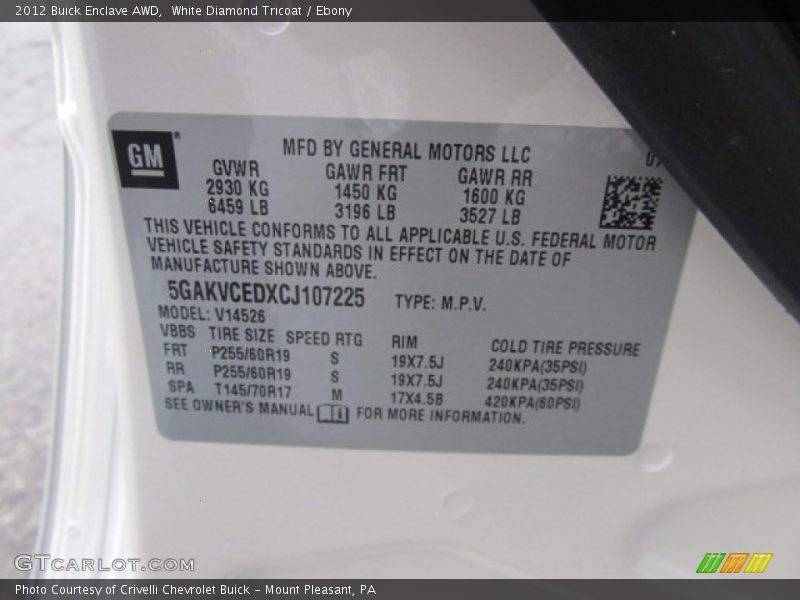 2012 Buick Enclave AWD,  White Diamond Tricoat / Ebony
GM®
MFD BY GENERAL MOTORS LLC
GVWR GAWR FRT GAWR RR
2930 KG 1450 KG 1600 KG
6459 LB 3196 LB 3527 LB
THIS VEHICLE CONFORMS TO ALL APPLICABLE U.S. FEDERAL MOTOR
VEHICLE SAFETY STANDARDS IN EFFECT ON THE DATE OF
MANUFACTURE SHOWN ABOVE.
5GAKVCEDXCJ107225 TYPE: M.P.V.
MODEL: V14526
VBBS TIRE SIZE SPEED RTG RIM COLD TIRE PRESSURE
FRT P255/60R19 S 19X7.5J 240KPA(35PSI)
RR P255/60R19 S 19X7.5J 240KPA(35PSI)
SPA T145/70R17 M 17X4.5B 420KPA(60PSI)
SEE OWNER'S MANUAL FOR MORE INFORMATION.
GTCARLOT.COM
Photo Courtesy of Crivelli Chevrolet Buick - Mount Pleasant, PA